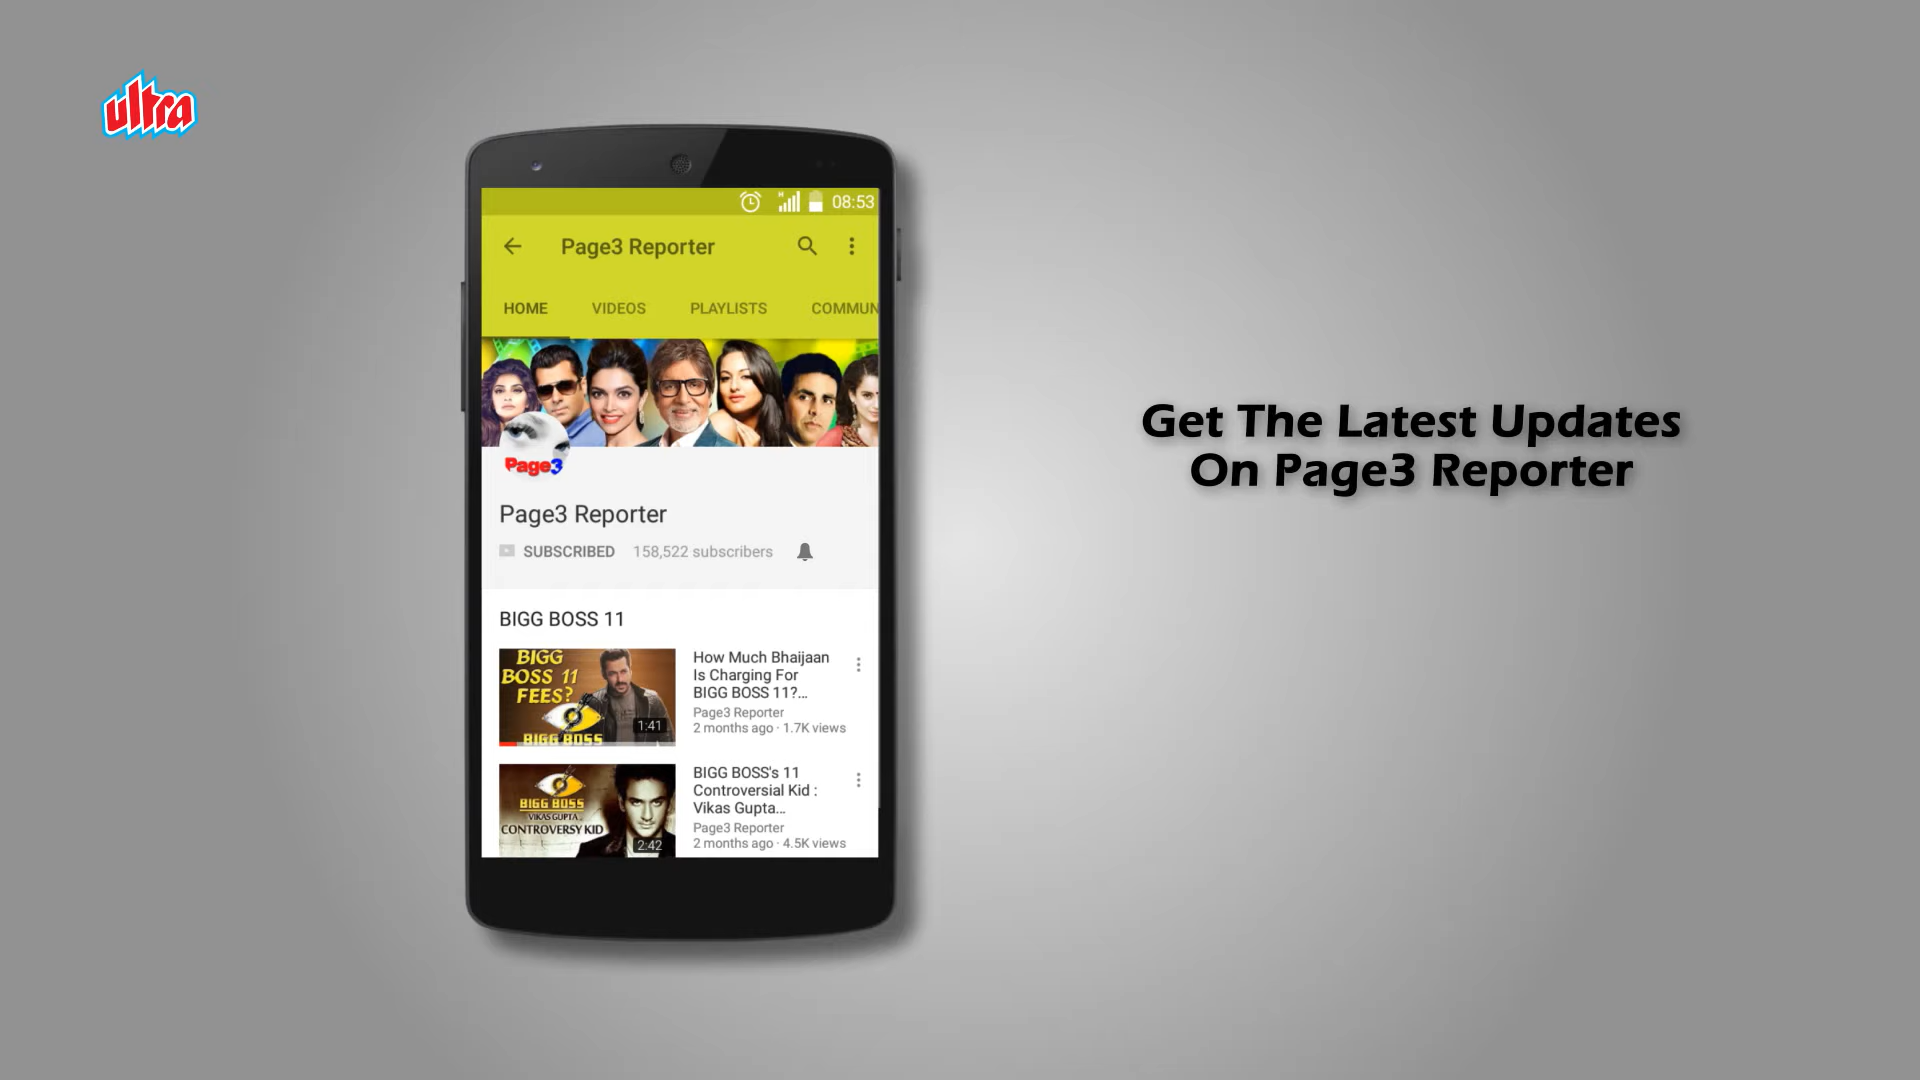 ultra
08:53
Page3 Reporter
HOME VIDEOS PLAYLISTS COMMUN
Page3
Page3 Reporter
SUBSCRIBED 158,522 subscribers
BIGG BOSS 11
BIGG
BOSS 11
FEES?
BIGG BOSS
1:41
How Much Bhaijaan
Is Charging For
BIGG BOSS 11?...
Page3 Reporter
2 months ago · 1.7K views
BIGG BOSS
VIKAS GUPTA
CONTROVERSY KID
2:42
BIGG BOSS's 11
Controversial Kid :
Vikas Gupta...
Page3 Reporter
2 months ago · 4.5K views
Get The Latest Updates
On Page3 Reporter